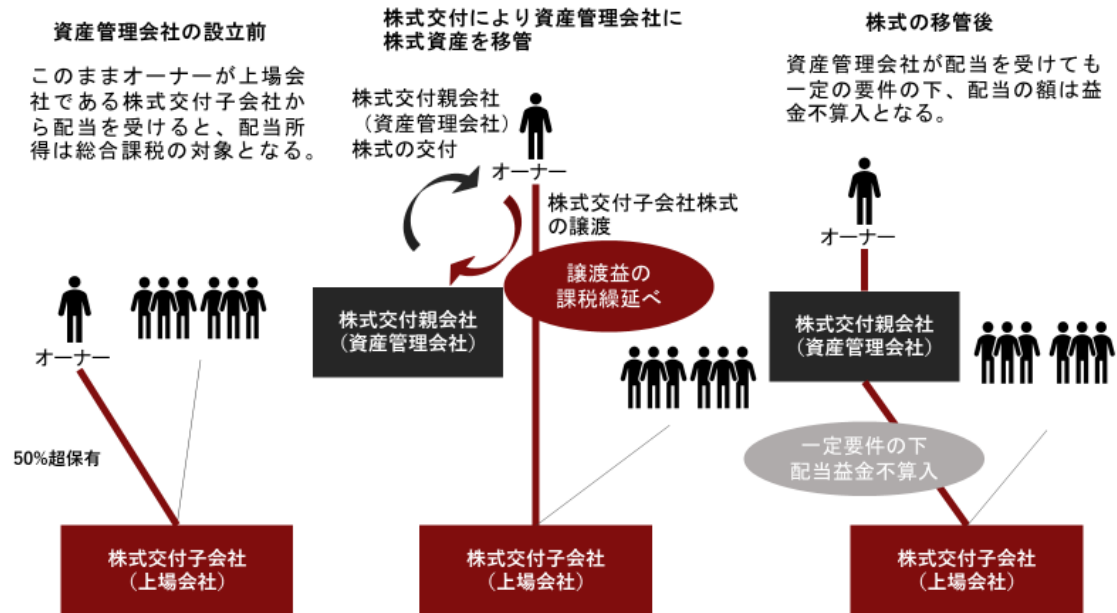 資産管理会社の設立前
このままオーナーが上場会
社である株式交付子会社か
ら配当を受けると、配当所
得は総合課税の対象となる。
オーナー
50%超保有
株式交付子会社
(上場会社)
株式交付により資産管理会社に
株式資産を移管
株式交付親会社
(資産管理会社)
株式の交付
オーナー
株式交付子会社株式
の譲渡
譲渡益の
課税繰延べ
株式交付親会社
(資産管理会社)
株式交付子会社
(上場会社)
株式の移管後
資産管理会社が配当を受けても
一定の要件の下、配当の額は益
金不算入となる。
オーナー
株式交付親会社
(資産管理会社)
一定要件の下
配当益金不算入
株式交付子会社
(上場会社)